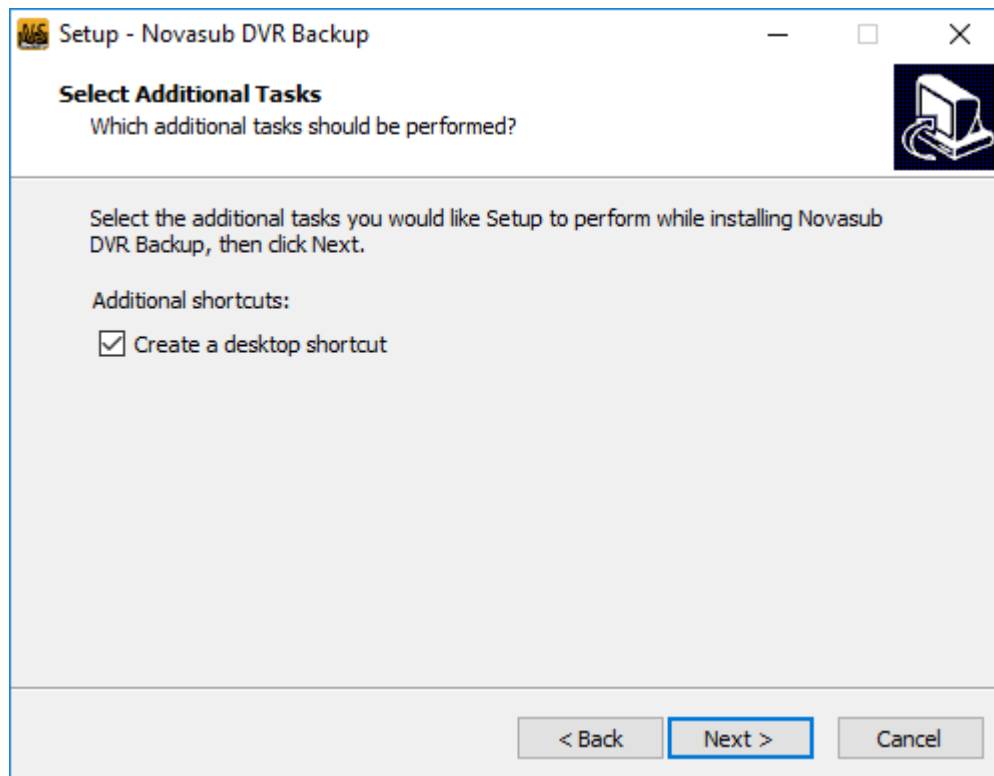 Setup - Novasub DVR Backup
Select Additional Tasks
Which additional tasks should be performed?
Select the additional tasks you would like Setup to perform while installing Novasub
DVR Backup, then click Next.
Additional shortcuts:
Create a desktop shortcut
< Back
Next >
Cancel